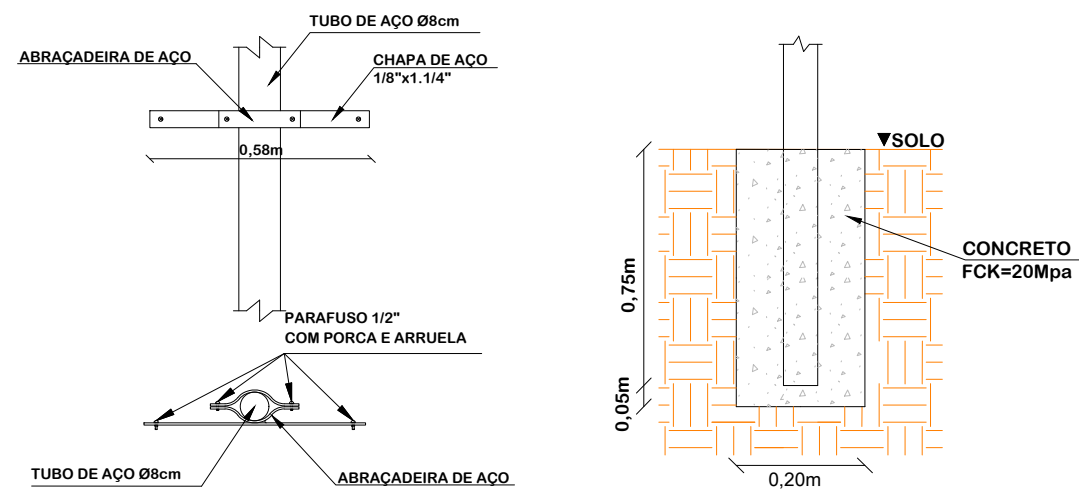 TUBO DE AÇO Ø8cm
ABRAÇADEIRA DE AÇO
CHAPA DE AÇO
1/8"x1.1/4"
0,58m
PARAFUSO 1/2"
COM PORCA E ARRUELA
TUBO DE AÇO Ø8cm
ABRAÇADEIRA DE AÇO
SOLO
0,75m
CONCRETO
FCK=20Mpa
0,05m
0,20m